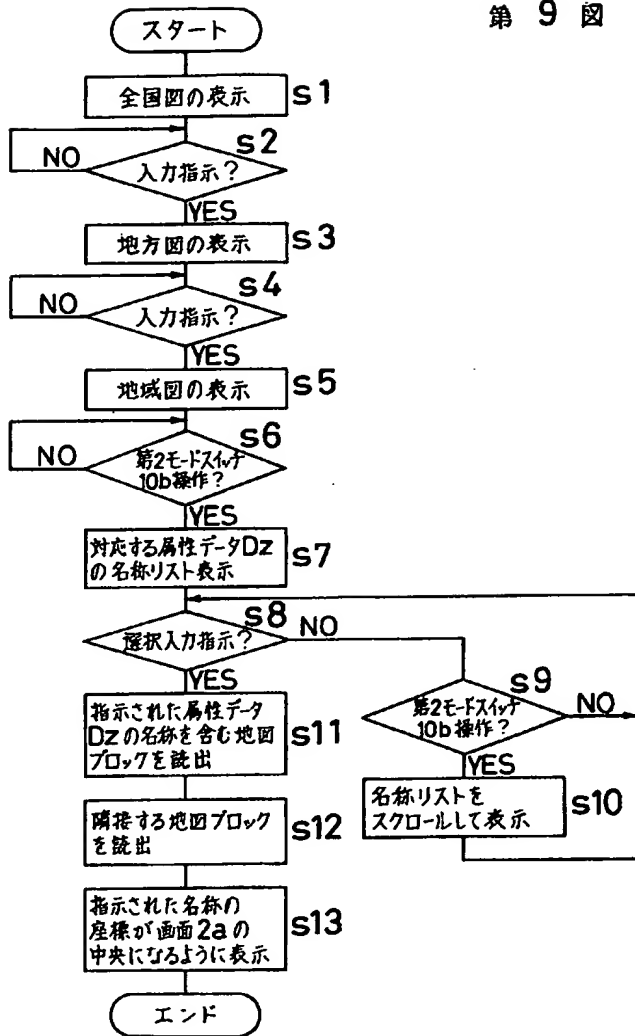 第 9 図
スタート
全国図の表示
s1
s2
入力指示?
NO
YES
地方図の表示
s3
s4
入力指示?
NO
YES
地域図の表示
s5
s6
第2モードスイッチ
10b操作?
NO
YES
対応する属性データDz
の名称リスト表示
s7
s8
選択入力指示?
NO
YES
s9
第2モードスイッチ
10b操作?
NO
YES
名称リストを
スクロールして表示
s10
指示された属性データ
Dzの名称を含む地図
ブロックを読出
s11
隣接する地図ブロック
を読出
s12
指示された名称の
座標が画面2aの
中央になるように表示
s13
エンド